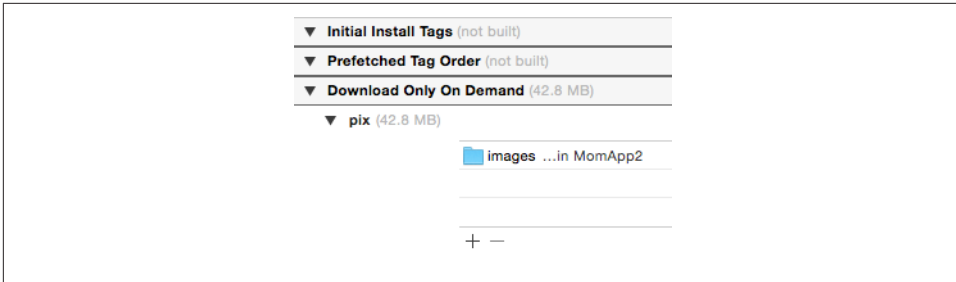 Initial Install Tags (not built)
Prefetched Tag Order (not built)
Download Only On Demand (42.8 MB)
pix (42.8 MB)
images ...in MomApp2
+ −